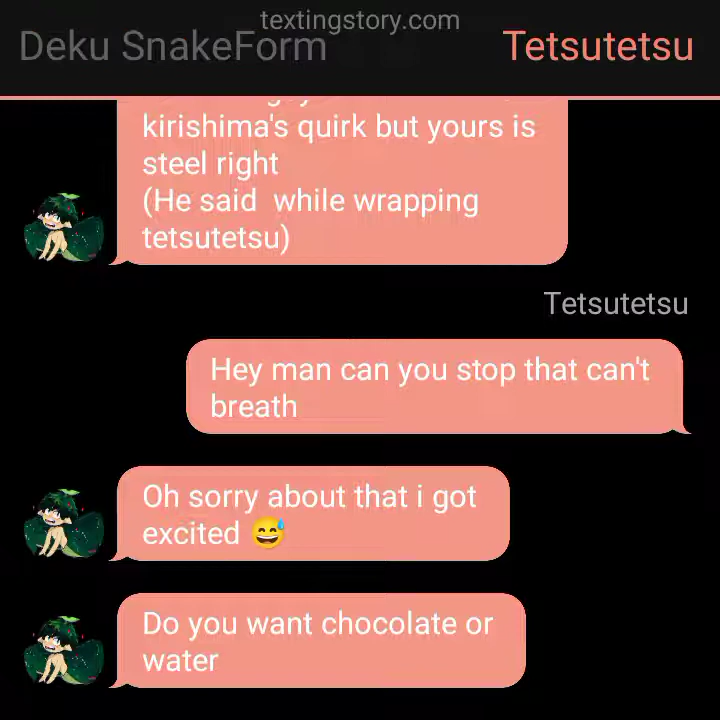 textingstory.com
Deku SnakeForm
Tetsutetsu
kirishima's quirk but yours is
steel right
(He said while wrapping
tetsutetsu)
Tetsutetsu
Hey man can you stop that can't
breath
Oh sorry about that i got
excited 😅
Do you want chocolate or
water